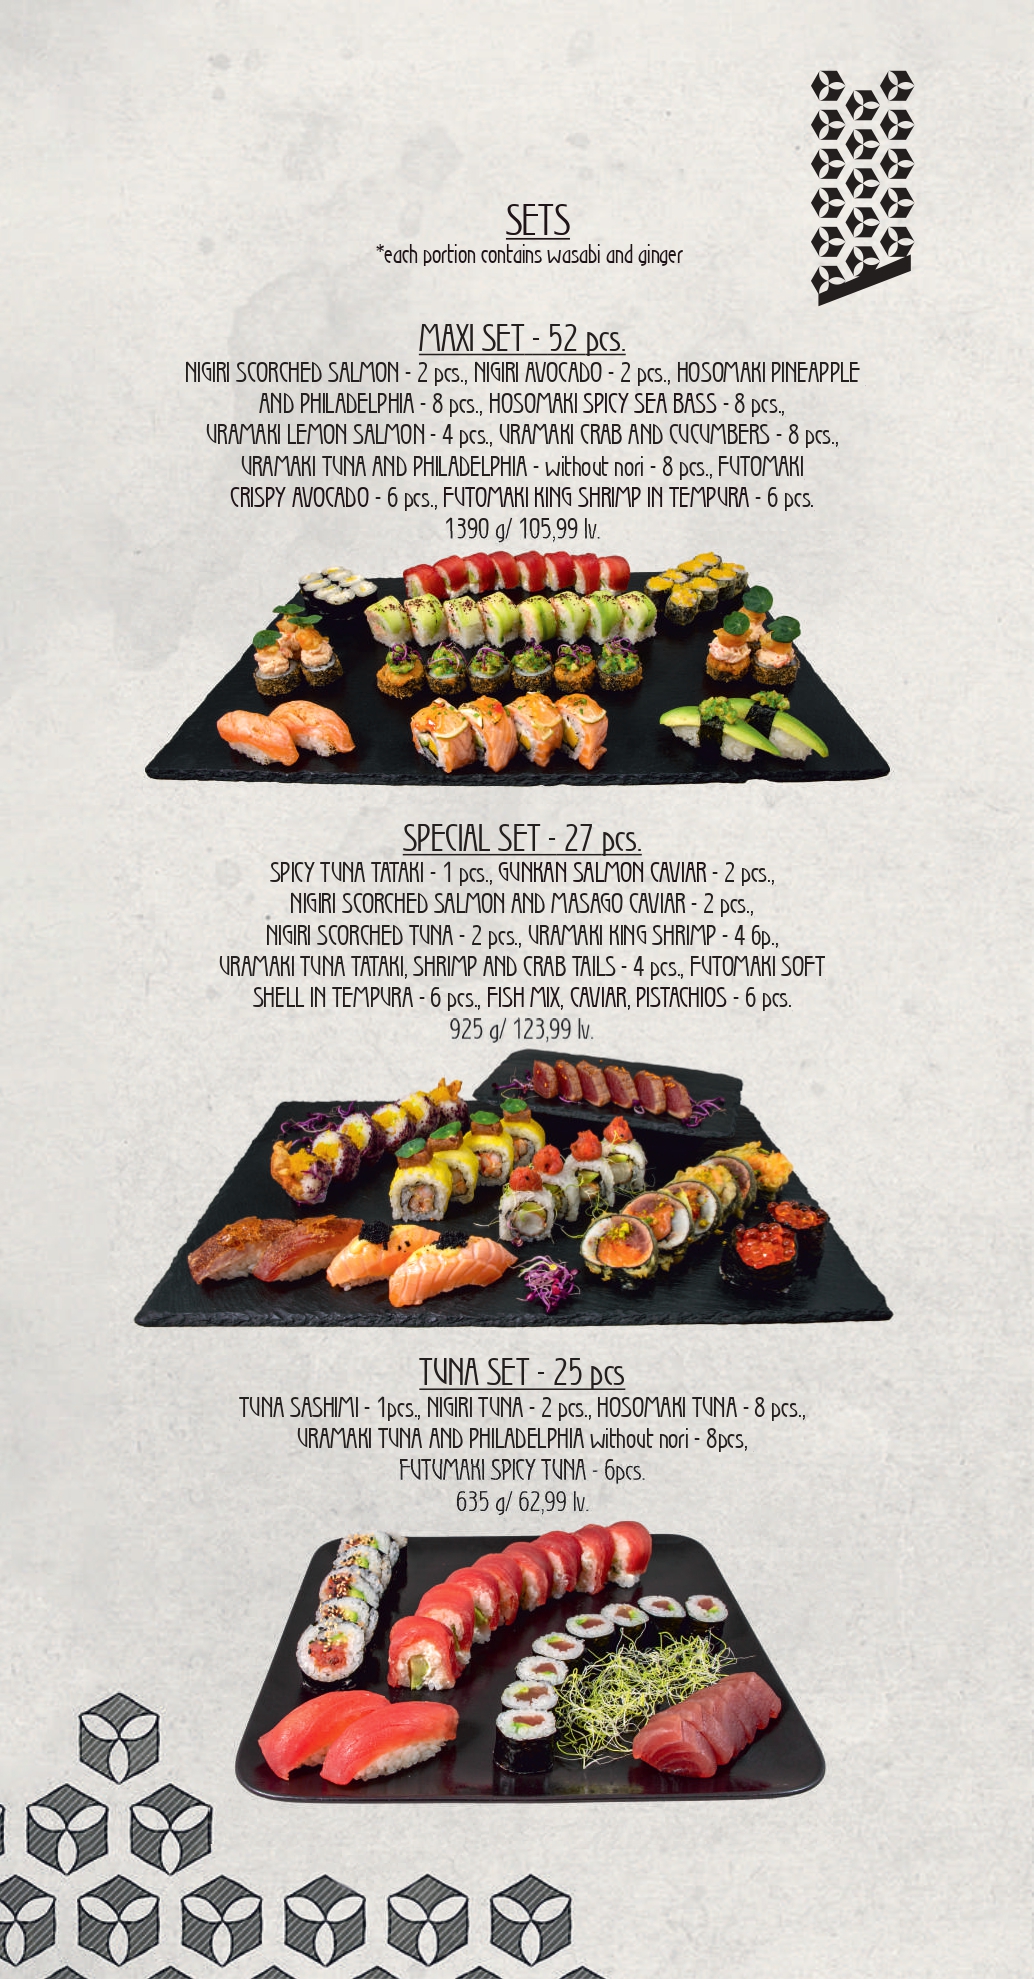 SETS
*each portion contains wasabi and ginger
MAXI SET - 52 pcs.
NIGIRI SCORCHED SALMON - 2 pcs., NIGIRI AVOCADO - 2 pcs., HOSOMAKI PINEAPPLE
AND PHILADELPHIA - 8 pcs., HOSOMAKI SPICY SEA BASS - 8 pcs.,
URAMAKI LEMON SALMON - 4 pcs., URAMAKI CRAB AND CUCUMBERS - 8 pcs.,
URAMAKI TUNA AND PHILADELPHIA - without nori - 8 pcs., FUTOMAKI
CRISPY AVOCADO - 6 pcs., FUTOMAKI KING SHRIMP IN TEMPURA - 6 pcs.
1390 g/ 105,99 lv.
SPECIAL SET - 27 pcs.
SPICY TUNA TATAKI - 1 pcs., GUNKAN SALMON CAVIAR - 2 pcs.,
NIGIRI SCORCHED SALMON AND MASAGO CAVIAR - 2 pcs.,
NIGIRI SCORCHED TUNA - 2 pcs., URAMAKI KING SHRIMP - 4 6p.,
URAMAKI TUNA TATAKI, SHRIMP AND CRAB TAILS - 4 pcs., FUTOMAKI SOFT
SHELL IN TEMPURA - 6 pcs., FISH MIX, CAVIAR, PISTACHIOS - 6 pcs.
925 g/ 123,99 lv.
TUNA SET - 25 pcs
TUNA SASHIMI - 1pcs., NIGIRI TUNA - 2 pcs., HOSOMAKI TUNA - 8 pcs.,
URAMAKI TUNA AND PHILADELPHIA without nori - 8pcs,
FUTUMAKI SPICY TUNA - 6pcs.
635 g/ 62,99 lv.